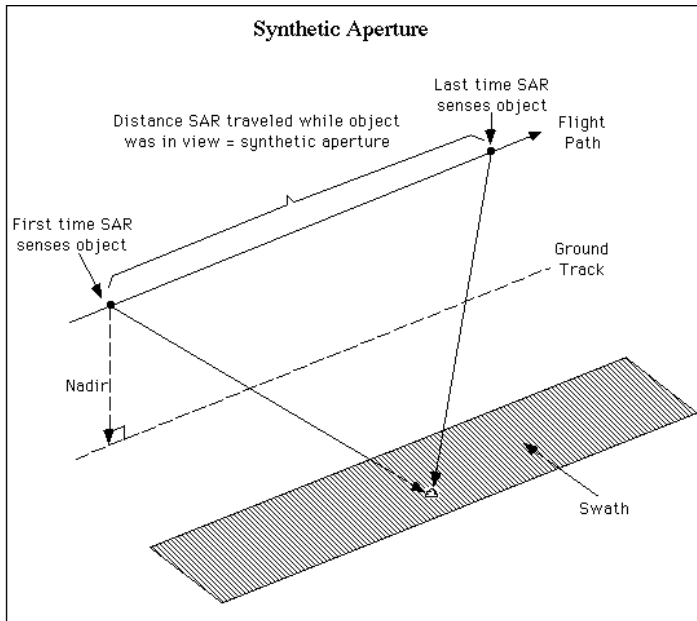 Synthetic Aperture
Last time SAR
senses object
Distance SAR traveled while object
was in view = synthetic aperture
Flight
Path
First time SAR
senses object
Ground
Track
Nadir
Swath